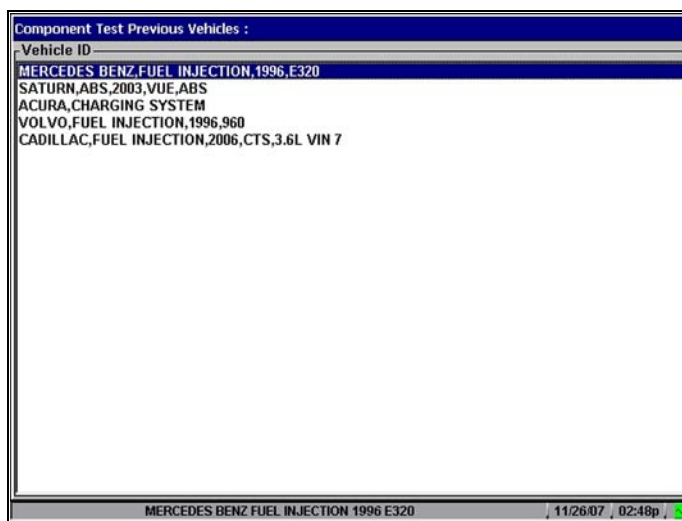 Component Test Previous Vehicles :
Vehicle ID
MERCEDES BENZ,FUEL INJECTION,1996,E320
SATURN,ABS,2003,VUE,ABS
ACURA,CHARGING SYSTEM
VOLVO,FUEL INJECTION,1996,960
CADILLAC,FUEL INJECTION,2006,CTS,3.6L VIN 7
MERCEDES BENZ FUEL INJECTION 1996 E320 11/26/07 02:48p